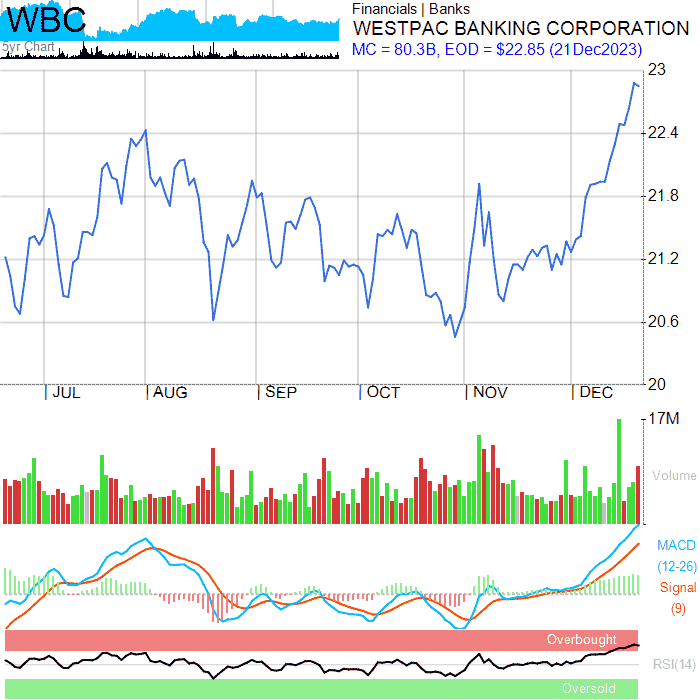 WBC
5yr Chart
Financials | Banks
WESTPAC BANKING CORPORATION
MC = 80.3B, EOD = $22.85 (21Dec2023)
23
22.4
21.8
21.2
20.6
20
| JUL | AUG | SEP | OCT | NOV | DEC
17M
Volume
MACD
(12-26)
Signal
(9)
Overbought
RSI(14)
Oversold